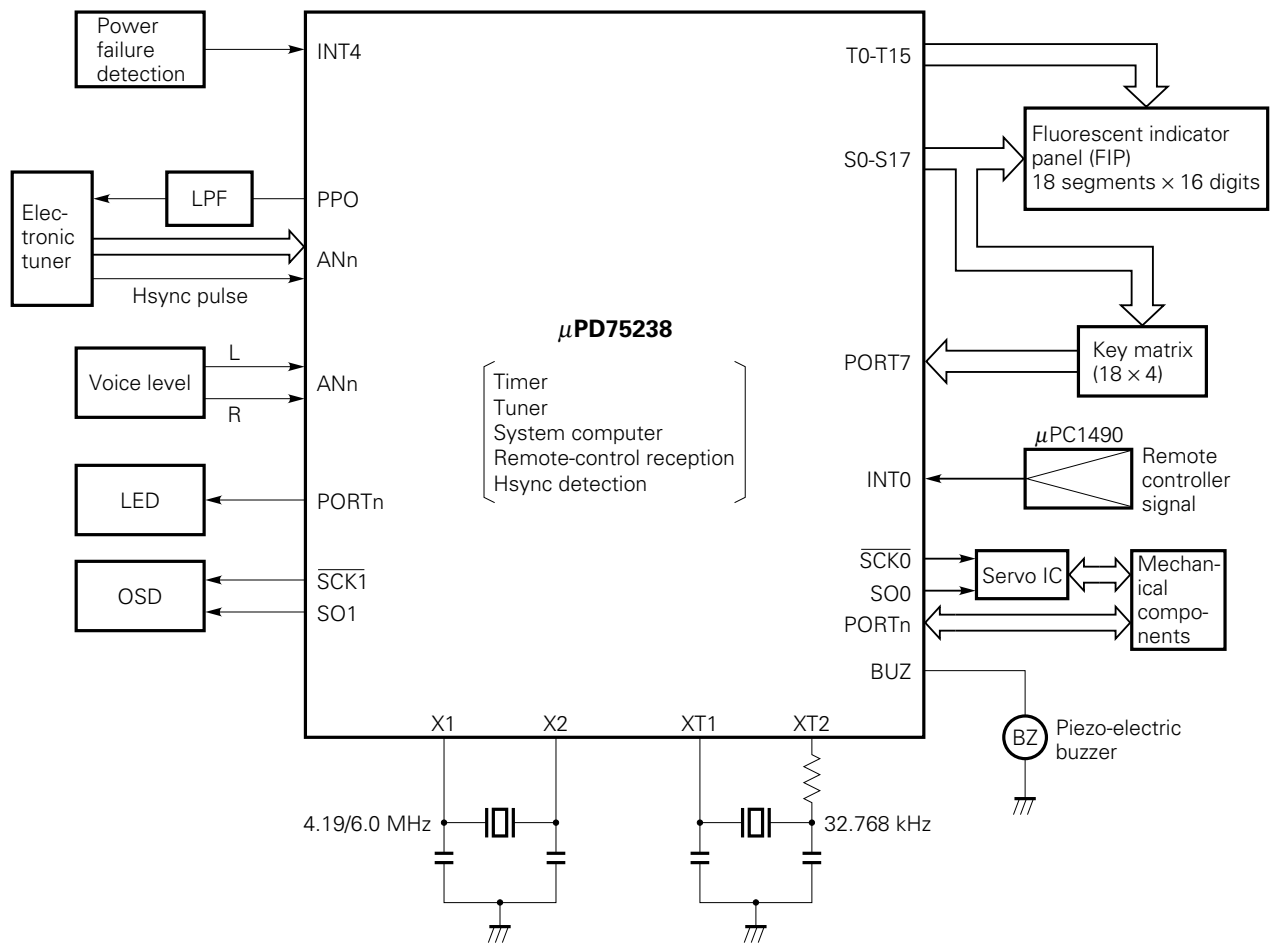 Power
failure
detection
INT4
T0-T15
Fluorescent indicator
panel (FIP)
18 segments × 16 digits
S0-S17
LPF
PPO
Elec-
tronic
tuner
ANn
Hsync pulse
μPD75238
Timer
Tuner
System computer
Remote-control reception
Hsync detection
Voice level
L
R
ANn
PORT7
Key matrix
(18 × 4)
μPC1490
Remote
controller
signal
INT0
LED
PORTn
OSD
S̅C̅K̅1̅
SO1
S̅C̅K̅0̅
SO0
PORTn
Servo IC
Mechan-
ical
compo-
nents
BUZ
BZ
Piezo-electric
buzzer
X1
X2
XT1
XT2
4.19/6.0 MHz
32.768 kHz